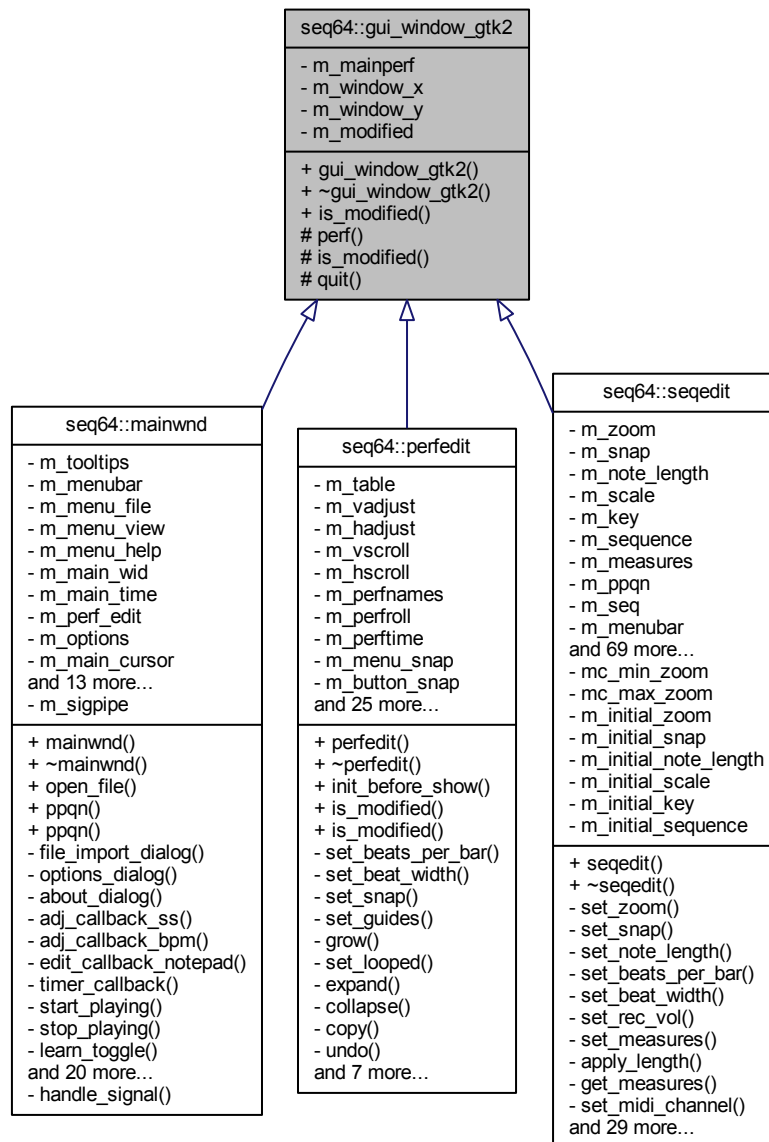 seq64::gui_window_gtk2
- m_mainperf
- m_window_x
- m_window_y
- m_modified
+ gui_window_gtk2()
+ ~gui_window_gtk2()
+ is_modified()
# perf()
# is_modified()
# quit()
seq64::mainwnd
- m_tooltips
- m_menubar
- m_menu_file
- m_menu_view
- m_menu_help
- m_main_wid
- m_main_time
- m_perf_edit
- m_options
- m_main_cursor
and 13 more...
- m_sigpipe
+ mainwnd()
+ ~mainwnd()
+ open_file()
+ ppqn()
+ ppqn()
- file_import_dialog()
- options_dialog()
- about_dialog()
- adj_callback_ss()
- adj_callback_bpm()
- edit_callback_notepad()
- timer_callback()
- start_playing()
- stop_playing()
- learn_toggle()
and 20 more...
- handle_signal()
seq64::perfedit
- m_table
- m_vadjust
- m_hadjust
- m_vscroll
- m_hscroll
- m_perfnames
- m_perfroll
- m_perftime
- m_menu_snap
- m_button_snap
and 25 more...
+ perfedit()
+ ~perfedit()
+ init_before_show()
+ is_modified()
+ is_modified()
- set_beats_per_bar()
- set_beat_width()
- set_snap()
- set_guides()
- grow()
- set_looped()
- expand()
- collapse()
- copy()
- undo()
and 7 more...
seq64::seqedit
- m_zoom
- m_snap
- m_note_length
- m_scale
- m_key
- m_sequence
- m_measures
- m_ppqn
- m_seq
- m_menubar
and 69 more...
- mc_min_zoom
- mc_max_zoom
- m_initial_zoom
- m_initial_snap
- m_initial_note_length
- m_initial_scale
- m_initial_key
- m_initial_sequence
+ seqedit()
+ ~seqedit()
- set_zoom()
- set_snap()
- set_note_length()
- set_beats_per_bar()
- set_beat_width()
- set_rec_vol()
- set_measures()
- apply_length()
- get_measures()
- set_midi_channel()
and 29 more...